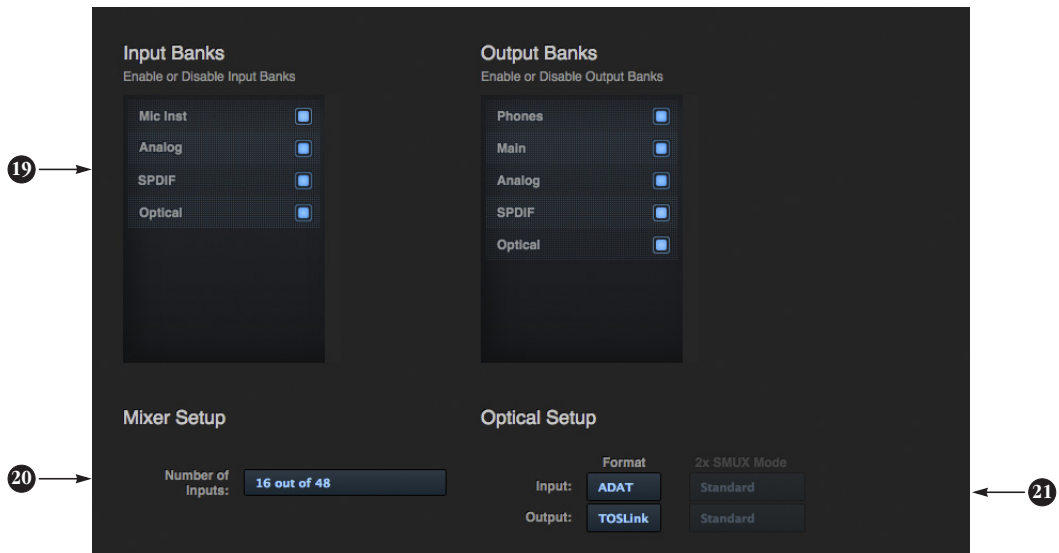 Input Banks
Enable or Disable Input Banks
Mic Inst
Analog
SPDIF
Optical
Output Banks
Enable or Disable Output Banks
Phones
Main
Analog
SPDIF
Optical
19
Mixer Setup
Number of
Inputs:
16 out of 48
20
Optical Setup
Format
2x SMUX Mode
Input:
ADAT
Standard
Output:
TOSLink
Standard
21